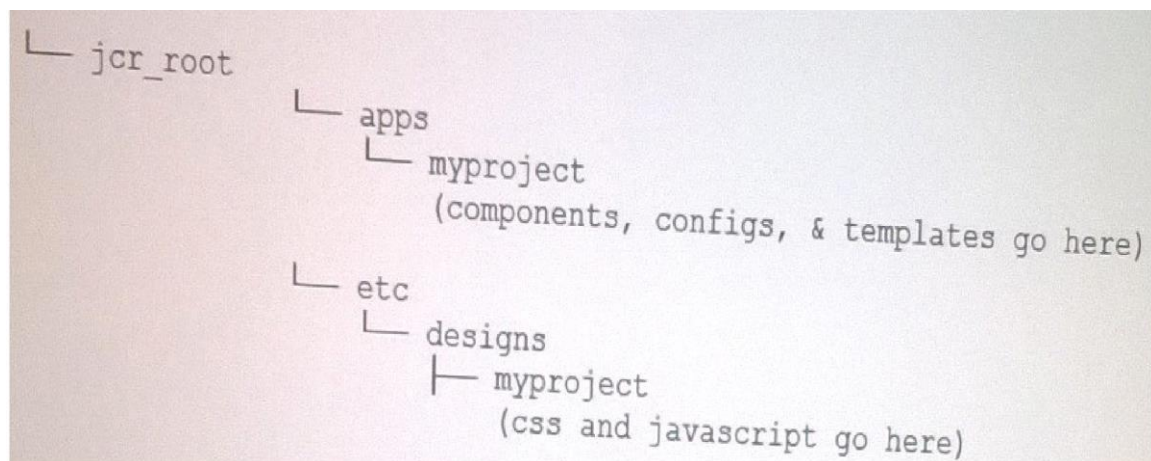 └── jcr_root
└── apps
└── myproject
(components, configs, & templates go here)
└── etc
└── designs
├── myproject
(css and javascript go here)